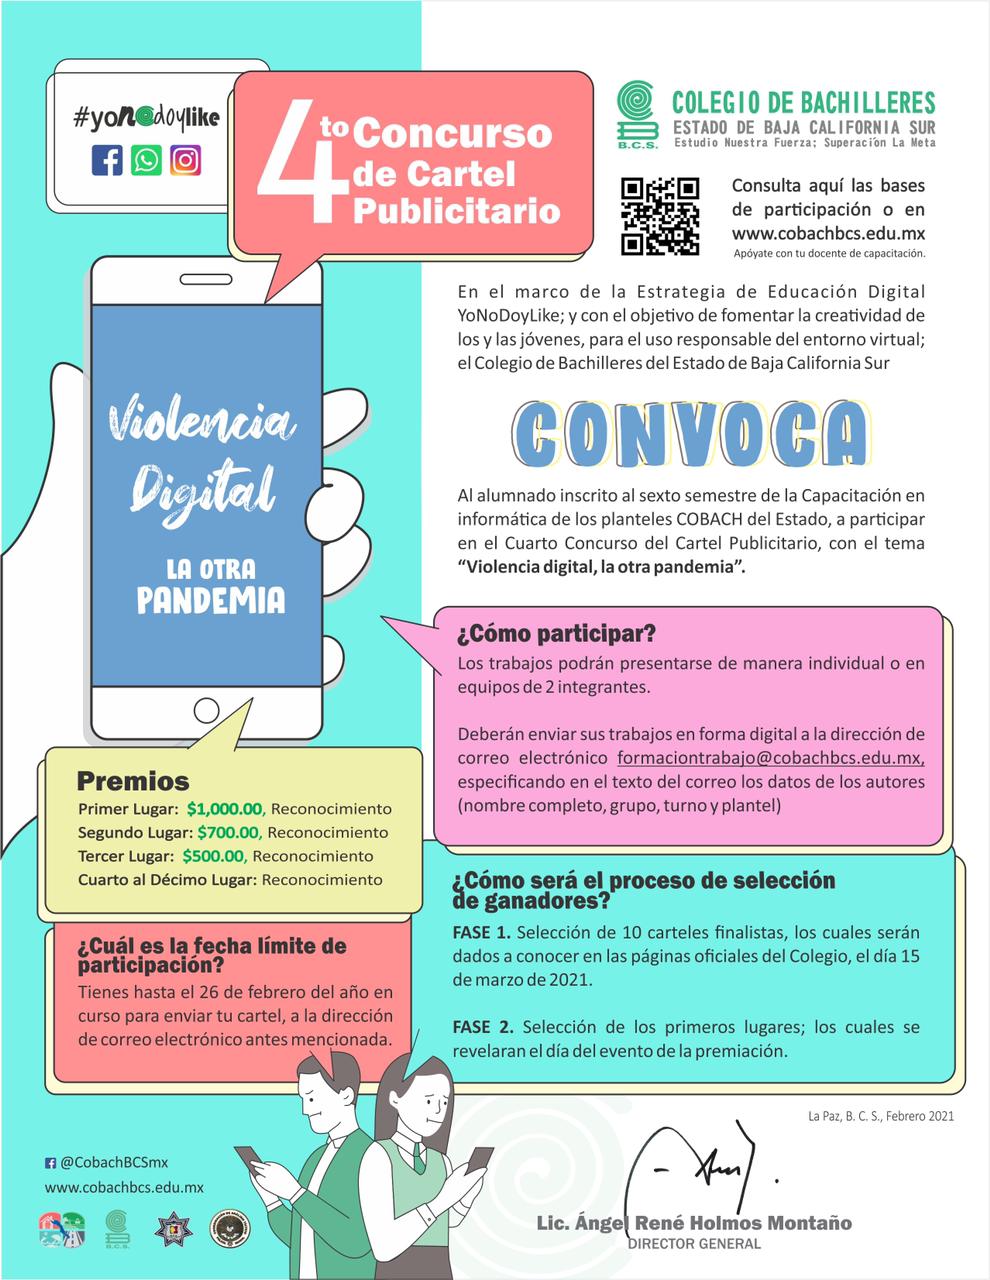 #yonodoylike
4to Concurso
de Cartel
Publicitario
COLEGIO DE BACHILLERES
ESTADO DE BAJA CALIFORNIA SUR
Estudio Nuestra Fuerza; Superación La Meta
B.C.S.
Consulta aquí las bases
de participación o en
www.cobachbcs.edu.mx
Apóyate con tu docente de capacitación.
En el marco de la Estrategia de Educación Digital
YoNoDoyLike; y con el objetivo de fomentar la creatividad de
los y las jóvenes, para el uso responsable del entorno virtual;
el Colegio de Bachilleres del Estado de Baja California Sur
CONVOCA
Al alumnado inscrito al sexto semestre de la Capacitación en
informática de los planteles COBACH del Estado, a participar
en el Cuarto Concurso del Cartel Publicitario, con el tema
“Violencia digital, la otra pandemia”.
Violencia
Digital
LA OTRA
PANDEMIA
¿Cómo participar?
Los trabajos podrán presentarse de manera individual o en
equipos de 2 integrantes.
Deberán enviar sus trabajos en forma digital a la dirección de
correo electrónico formaciontrabajo@cobachbcs.edu.mx,
especificando en el texto del correo los datos de los autores
(nombre completo, grupo, turno y plantel)
Premios
Primer Lugar: $1,000.00, Reconocimiento
Segundo Lugar: $700.00, Reconocimiento
Tercer Lugar: $500.00, Reconocimiento
Cuarto al Décimo Lugar: Reconocimiento
¿Cómo será el proceso de selección
de ganadores?
FASE 1. Selección de 10 carteles finalistas, los cuales serán
dados a conocer en las páginas oficiales del Colegio, el día 15
de marzo de 2021.
FASE 2. Selección de los primeros lugares; los cuales se
revelaran el día del evento de la premiación.
¿Cuál es la fecha límite de
participación?
Tienes hasta el 26 de febrero del año en
curso para enviar tu cartel, a la dirección
de correo electrónico antes mencionada.
La Paz, B. C. S., Febrero 2021
@CobachBCSmx
www.cobachbcs.edu.mx
B.C.S.
Lic. Ángel René Holmos Montaño
DIRECTOR GENERAL